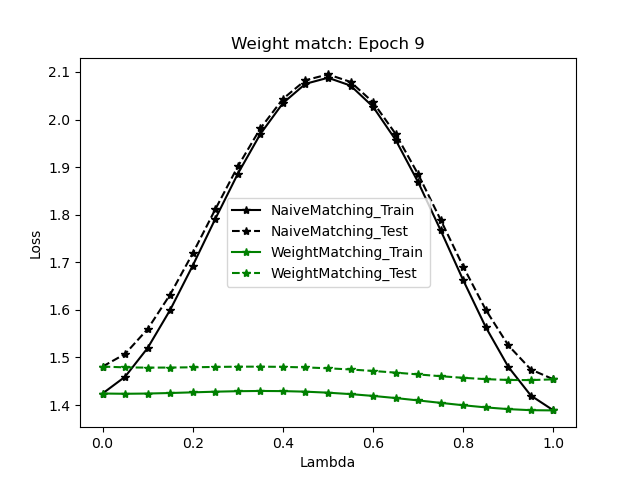 Weight match: Epoch 9
2.1
2.0
1.9
1.8
1.7
1.6
1.5
1.4
Loss
NaiveMatching_Train
NaiveMatching_Test
WeightMatching_Train
WeightMatching_Test
0.0 0.2 0.4 0.6 0.8 1.0
Lambda